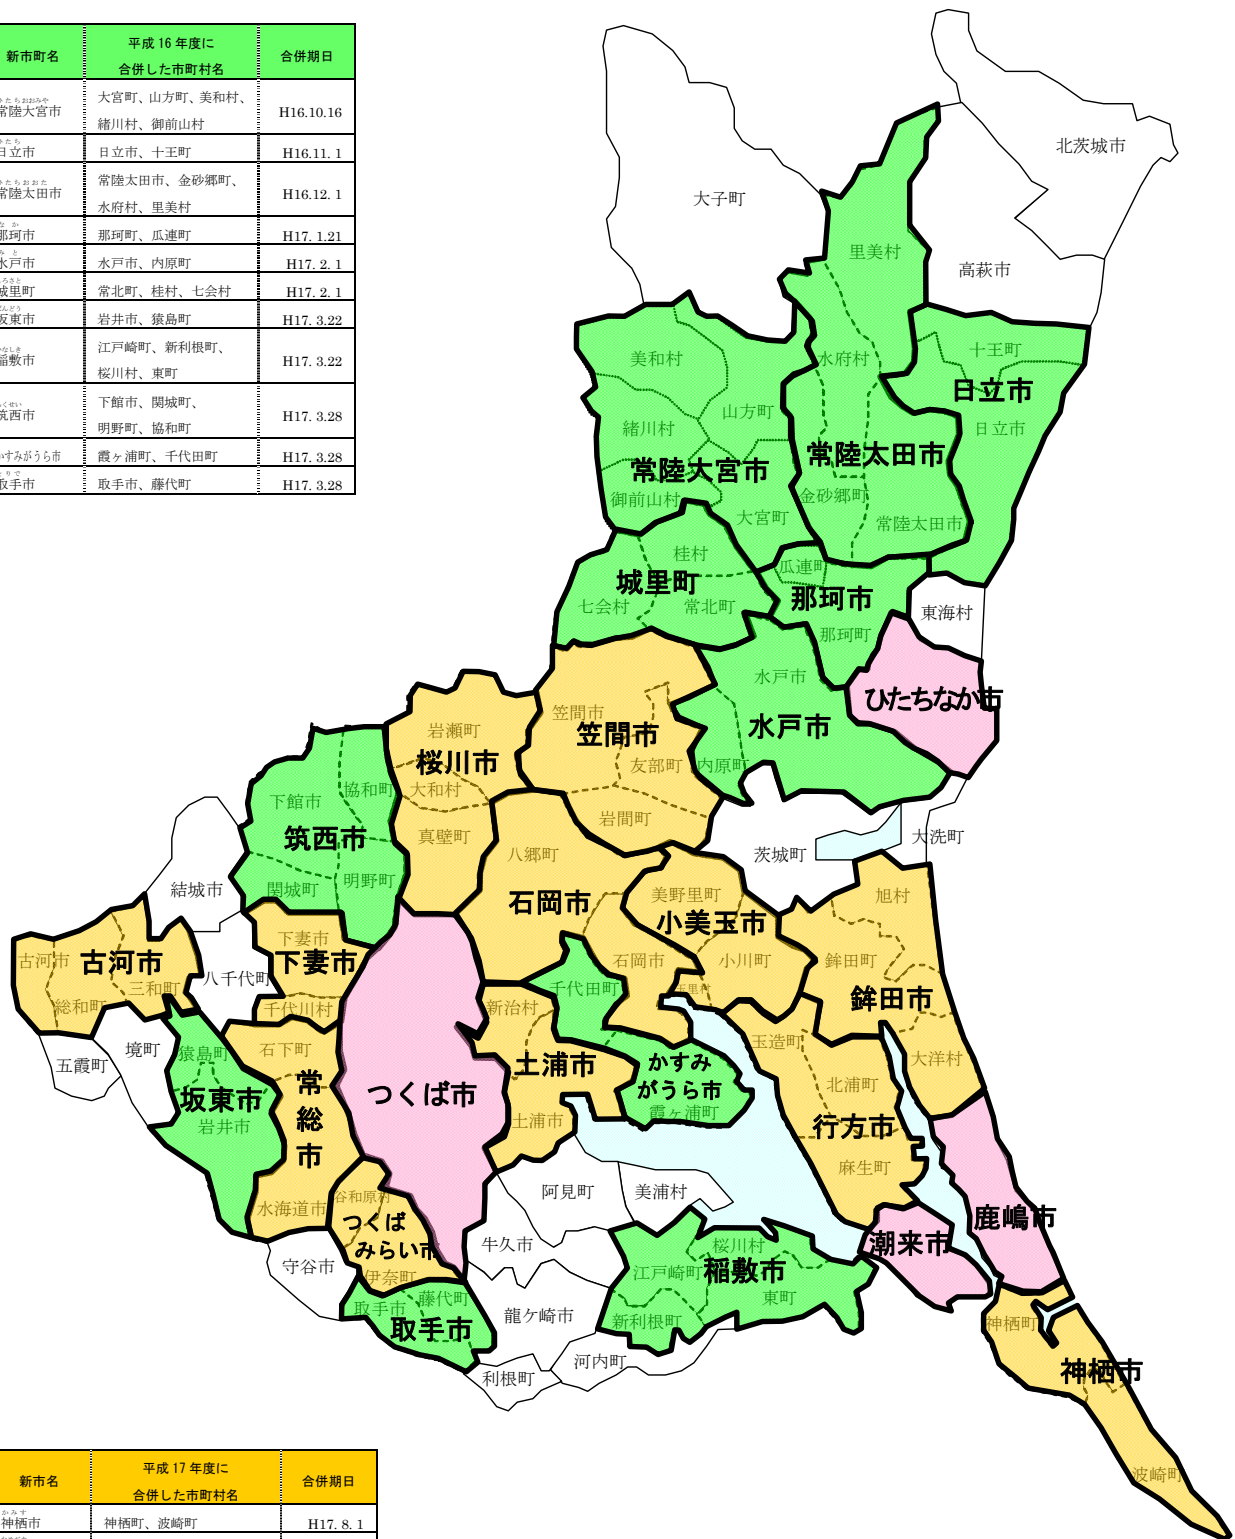 新市町名 平成16年度に 合併期日
合併した市町村名
常陸大宮市 大宮町、山方町、美和村、 H16.10.16
緒川村、御前山村
日立市 日立市、十王町 H16.11. 1
常陸太田市 常陸太田市、金砂郷町、 H16.12. 1
水府村、里美村
那珂市 那珂町、瓜連町 H17. 1.21
水戸市 水戸市、内原町 H17. 2. 1
城里町 常北町、桂村、七会村 H17. 2. 1
坂東市 岩井市、猿島町 H17. 3.22
稲敷市 江戸崎町、新利根町、 H17. 3.22
桜川村、東町
筑西市 下館市、関城町、 H17. 3.28
明野町、協和町
かすみがうら市 霞ヶ浦町、千代田町 H17. 3.28
取手市 取手市、藤代町 H17. 3.28
北茨城市
大子町
里美村
高萩市
美和村
水府村
十王町
日立市
山方町
緒川村
日立市
常陸太田市
常陸大宮市
御前山村
金砂郷町
大宮町
常陸太田市
桂村
瓜連町
城里町
那珂市
七会村
常北町
東海村
那珂町
水戸市
ひたちなか市
笠間市
水戸市
岩瀬町
笠間市
桜川市
友部町
内原町
協和町
大和村
下館市
岩間町
筑西市
真壁町
大洗町
八郷町
茨城町
結城市
関城町
明野町
美野里町
旭村
石岡市
小美玉市
下妻市
古河市
古河市
下妻市
八千代町
石岡市
小川町
鉾田町
三和町
千代田町
玉里村
鉾田市
総和町
千代川村
新治村
境町
猿島町
石下町
玉造町
五霞町
土浦市
かすみ
がうら市
大洋村
坂東市
常総市
つくば市
北浦町
岩井市
土浦市
霞ヶ浦町
行方市
麻生町
谷和原村
阿見町
美浦村
水海道市
つくば
みらい市
鹿嶋市
牛久市
桜川村
潮来市
守谷市
伊奈町
江戸崎町
稲敷市
取手市
藤代町
東町
取手市
龍ケ崎市
新利根町
神栖町
河内町
利根町
神栖市
波崎町
新市名 平成17年度に 合併期日
合併した市町村名
かみす
神栖市 神栖町、波崎町 H17. 8. 1